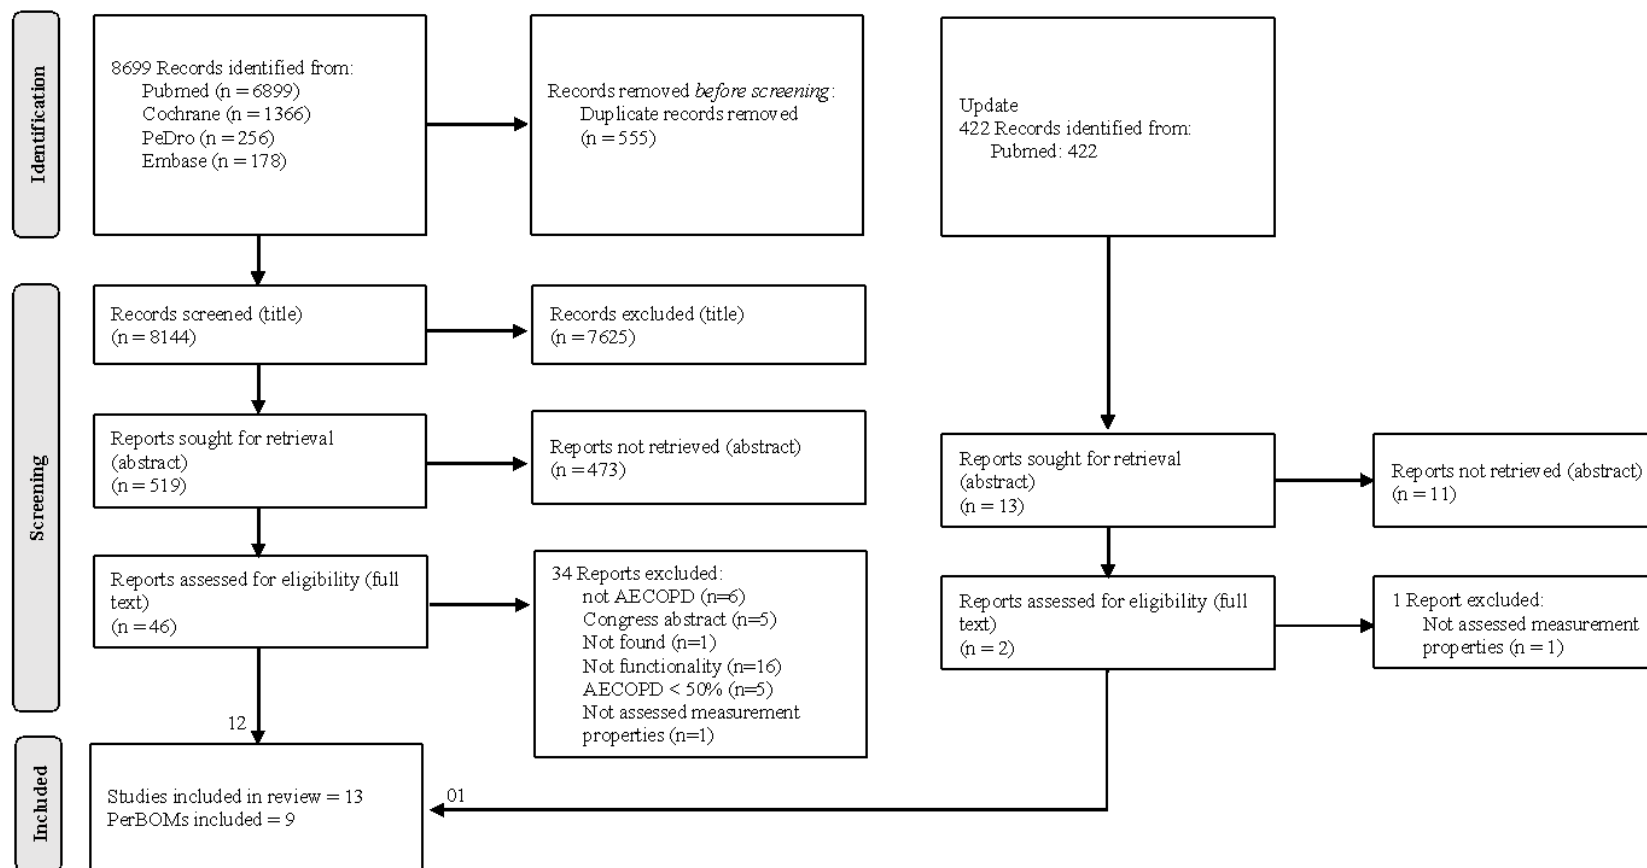 Identification
8699 Records identified from:
Pubmed (n = 6899)
Cochrane (n = 1366)
PeDro (n = 256)
Embase (n = 178)
Records removed before screening:
Duplicate records removed
(n = 555)
Update
422 Records identified from:
Pubmed: 422
Screening
Records screened (title)
(n = 8144)
Records excluded (title)
(n = 7625)
Reports sought for retrieval
(abstract)
(n = 519)
Reports not retrieved (abstract)
(n = 473)
Reports sought for retrieval
(abstract)
(n = 13)
Reports not retrieved (abstract)
(n = 11)
Reports assessed for eligibility (full
text)
(n = 46)
34 Reports excluded:
not AECOPD (n=6)
Congress abstract (n=5)
Not found (n=1)
Not functionality (n=16)
AECOPD < 50% (n=5)
Not assessed measurement
properties (n=1)
Reports assessed for eligibility (full
text)
(n = 2)
1 Report excluded:
Not assessed measurement
properties (n = 1)
12
01
Included
Studies included in review = 13
PerBOMs included = 9